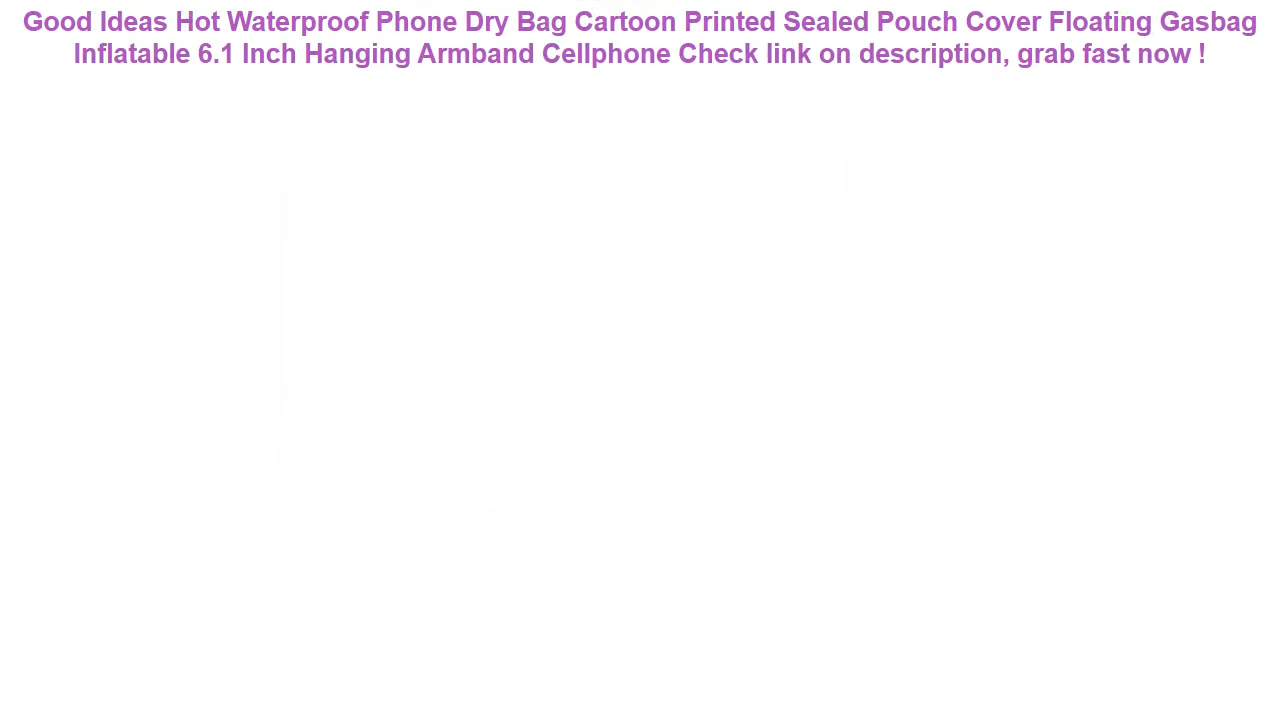 Good Ideas Hot Waterproof Phone Dry Bag Cartoon Printed Sealed Pouch Cover Floating Gasbag
Inflatable 6.1 Inch Hanging Armband Cellphone Check link on description, grab fast now !